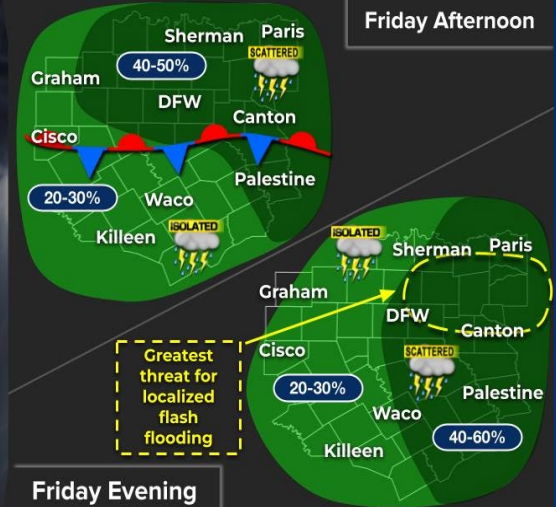 Friday Afternoon
Sherman
Paris
SCATTERED
40-50%
Graham
DFW
Canton
Cisco
Palestine
20-30%
Waco
ISOLATED
Killeen
ISOLATED
Sherman
Paris
Graham
DFW
Canton
Greatest
threat for
localized
flash
flooding
Cisco
SCATTERED
20-30%
Palestine
Waco
40-60%
Killeen
Friday Evening